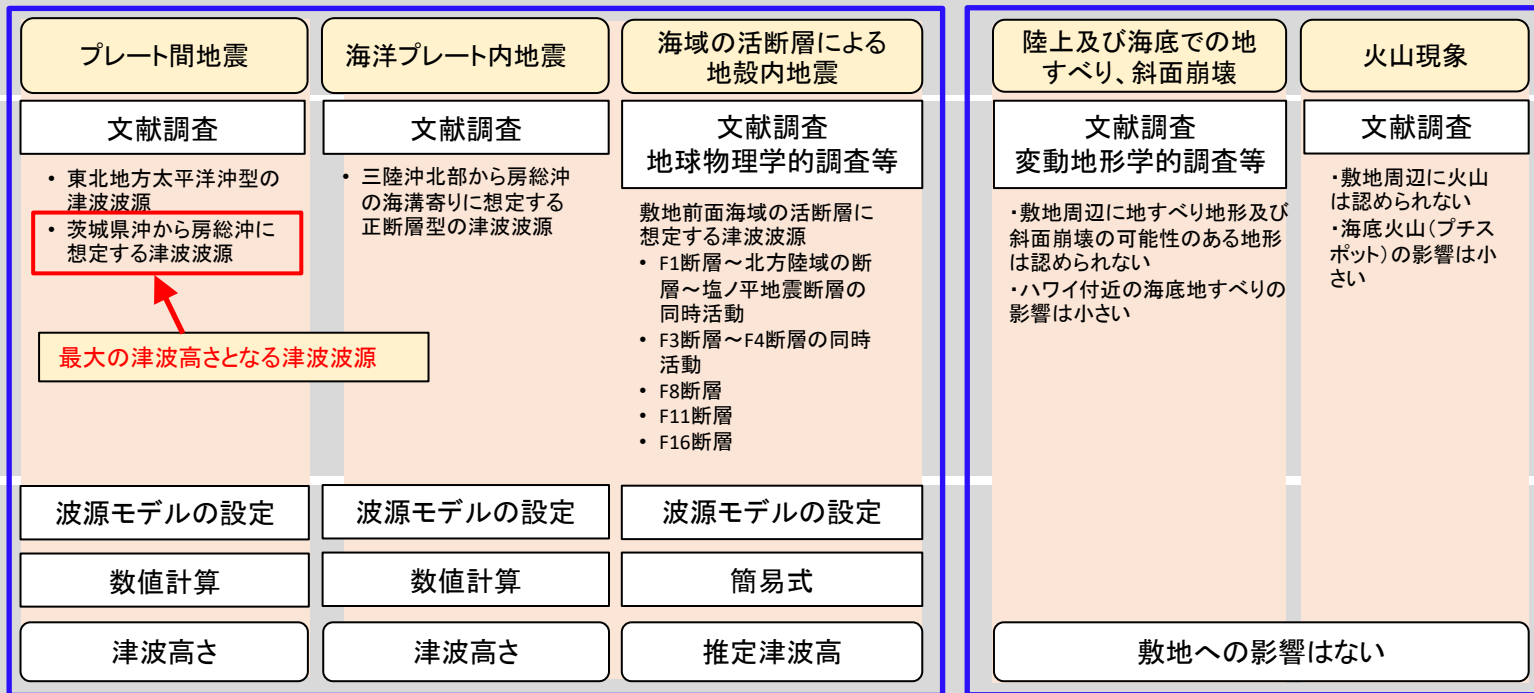 プレート間地震
文献調査
• 東北地方太平洋沖型の
津波波源
• 茨城県沖から房総沖に
想定する津波波源
最大の津波高さとなる津波波源
波源モデルの設定
数値計算
津波高さ
海洋プレート内地震
文献調査
• 三陸沖北部から房総沖
の海溝寄りに想定する
正断層型の津波波源
波源モデルの設定
数値計算
津波高さ
海域の活断層による
地殻内地震
文献調査
地球物理学的調査等
敷地前面海域の活断層に
想定する津波波源
• F1断層～北方陸域の断
層～塩ノ平地震断層の
同時活動
• F3断層～F4断層の同時
活動
• F8断層
• F11断層
• F16断層
波源モデルの設定
簡易式
推定津波高
陸上及び海底での地
すべり、斜面崩壊
文献調査
変動地形学的調査等
・敷地周辺に地すべり地形及び
斜面崩壊の可能性のある地形
は認められない
・ハワイ付近の海底地すべりの
影響は小さい
火山現象
文献調査
・敷地周辺に火山
は認められない
・海底火山(プチス
ポット)の影響は小
さい
敷地への影響はない